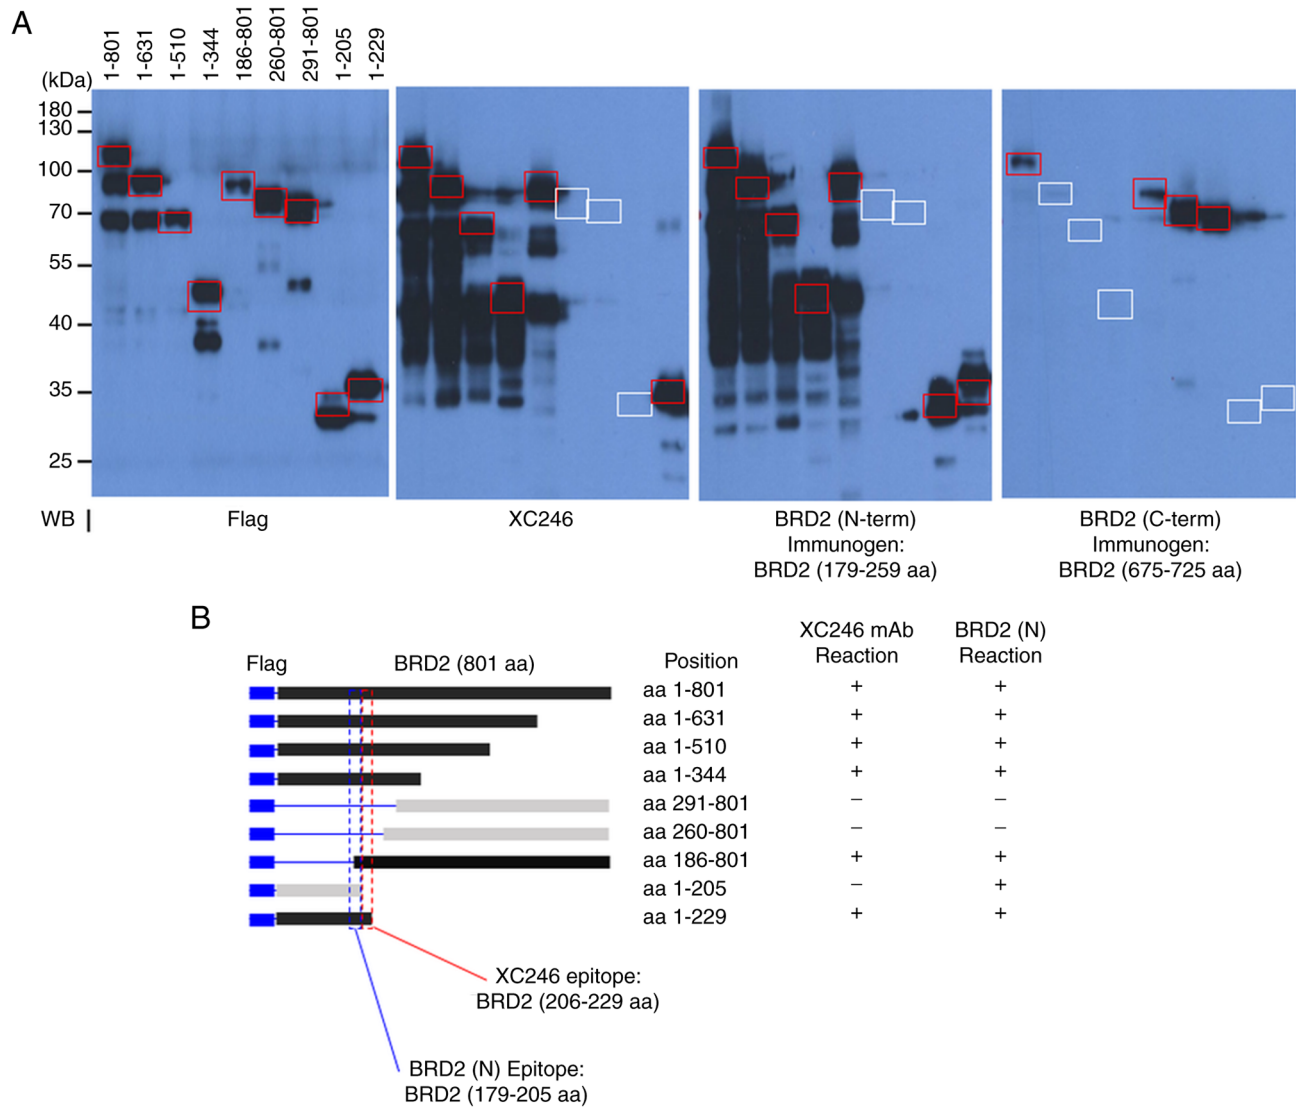 A
1-801
1-631
1-510
1-344
186-801
260-801
291-801
1-205
1-229
(kDa)
180
130
100
70
55
40
35
25
WB
Flag
XC246
BRD2 (N-term)
Immunogen:
BRD2 (179-259 aa)
BRD2 (C-term)
Immunogen:
BRD2 (675-725 aa)
B
Flag
BRD2 (801 aa)
Position
XC246 mAb
Reaction
BRD2 (N)
Reaction
aa 1-801 + +
aa 1-631 + +
aa 1-510 + +
aa 1-344 + +
aa 291-801 – –
aa 260-801 – –
aa 186-801 + +
aa 1-205 – +
aa 1-229 + +
XC246 epitope:
BRD2 (206-229 aa)
BRD2 (N) Epitope:
BRD2 (179-205 aa)